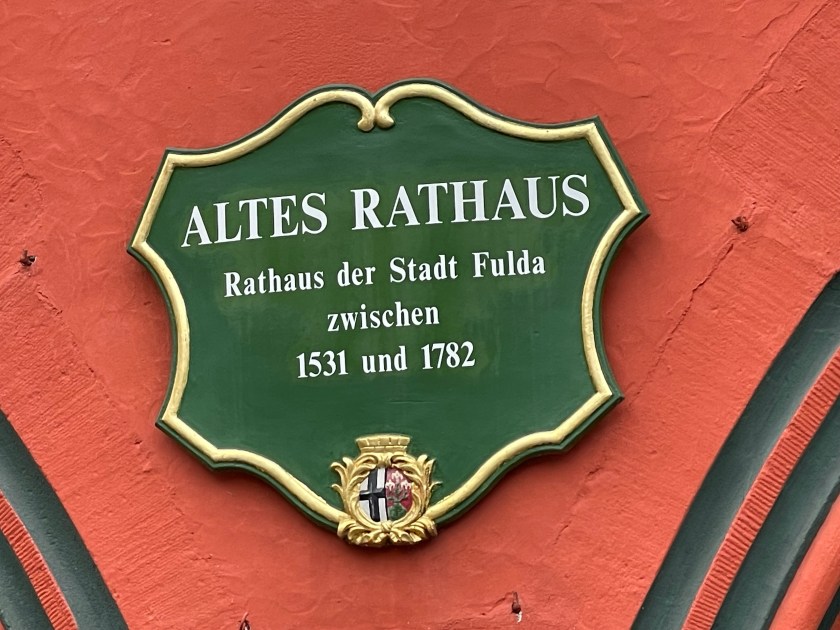 ALTES RATHAUS
Rathaus der Stadt Fulda
zwischen
1531 und 1782